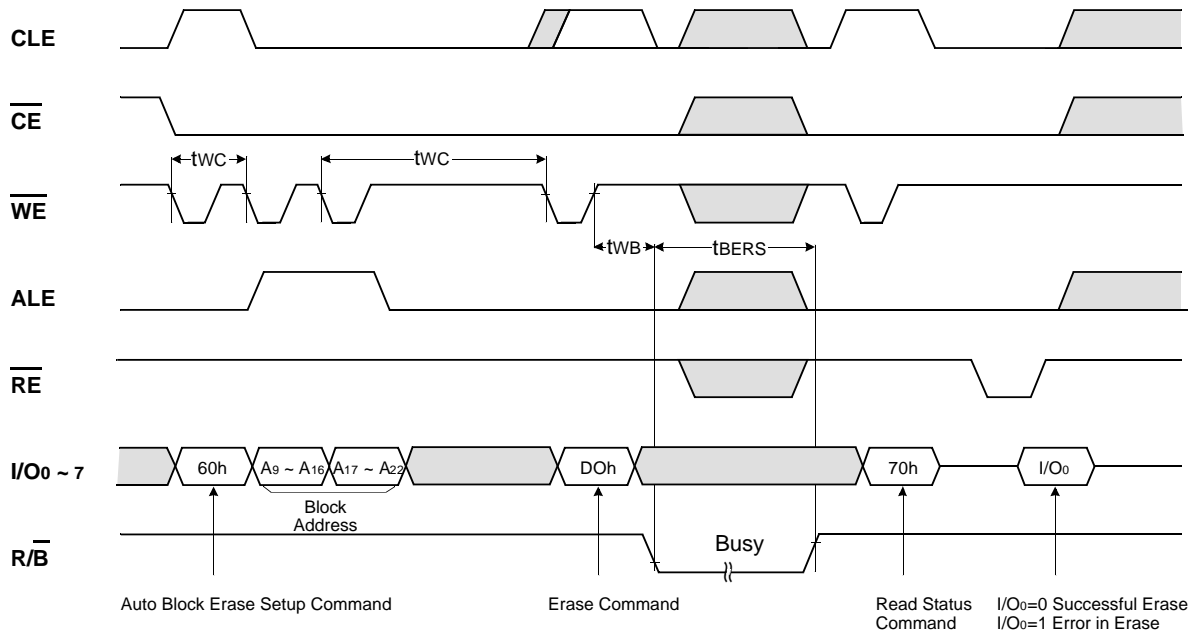 CLE
CE
tWC
tWC
WE
tWB
tBERS
ALE
RE
I/O0 ~ 7
60h
A9 ~ A16
A17 ~ A22
DOh
70h
I/O0
Block
Address
R/B
Busy
Auto Block Erase Setup Command
Erase Command
Read Status
Command
I/O0=0 Successful Erase
I/O0=1 Error in Erase